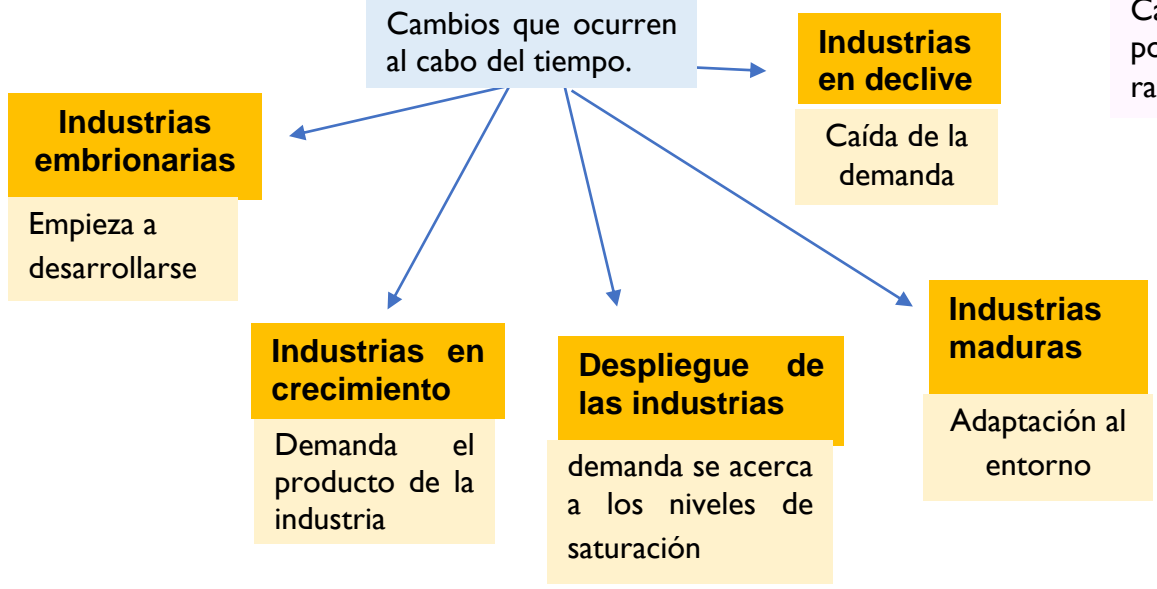 Cambios que ocurren
al cabo del tiempo.
Industrias
embrionarias
Empieza a
desarrollarse
Industrias en
crecimiento
Demanda el
producto de la
industria
Despliegue de
las industrias
demanda se acerca
a los niveles de
saturación
Industrias
maduras
Adaptación al
entorno
Industrias
en declive
Caída de la
demanda